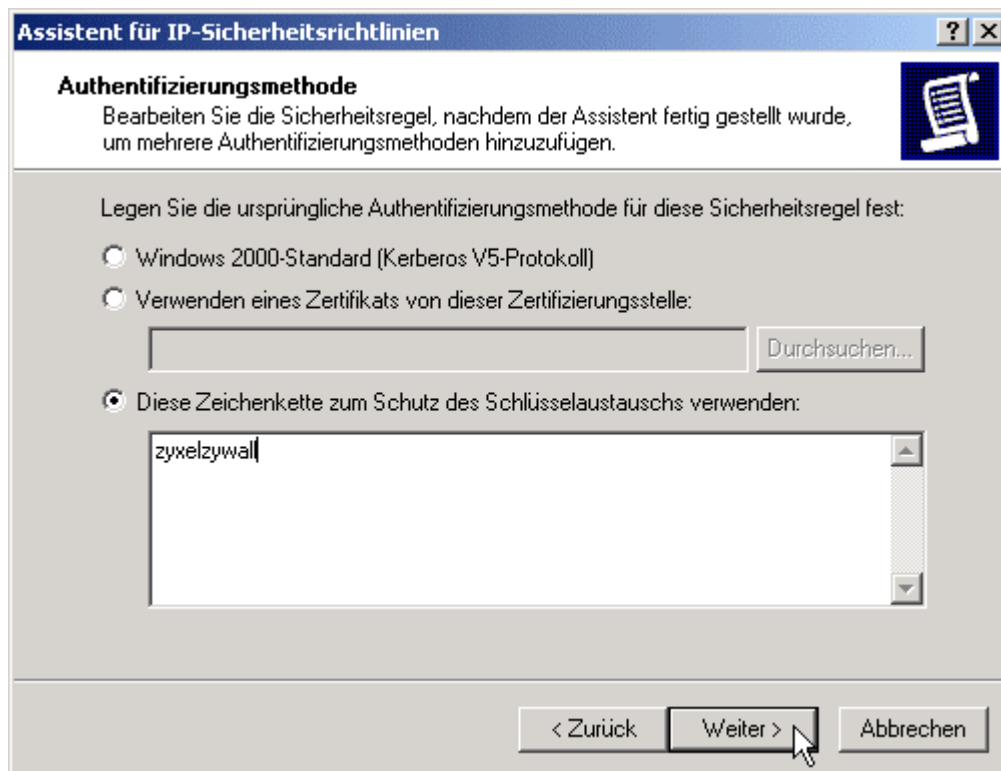 Assistent für IP-Sicherheitsrichtlinien
Authentifizierungsmethode
Bearbeiten Sie die Sicherheitsregel, nachdem der Assistent fertig gestellt wurde,
um mehrere Authentifizierungsmethoden hinzuzufügen.
Legen Sie die ursprüngliche Authentifizierungsmethode für diese Sicherheitsregel fest:
Windows 2000-Standard (Kerberos V5-Protokoll)
Verwenden eines Zertifikats von dieser Zertifizierungsstelle:
Durchsuchen...
Diese Zeichenkette zum Schutz des Schlüsselaustauschs verwenden:
zyxelzywall
< Zurück Weiter > Abbrechen